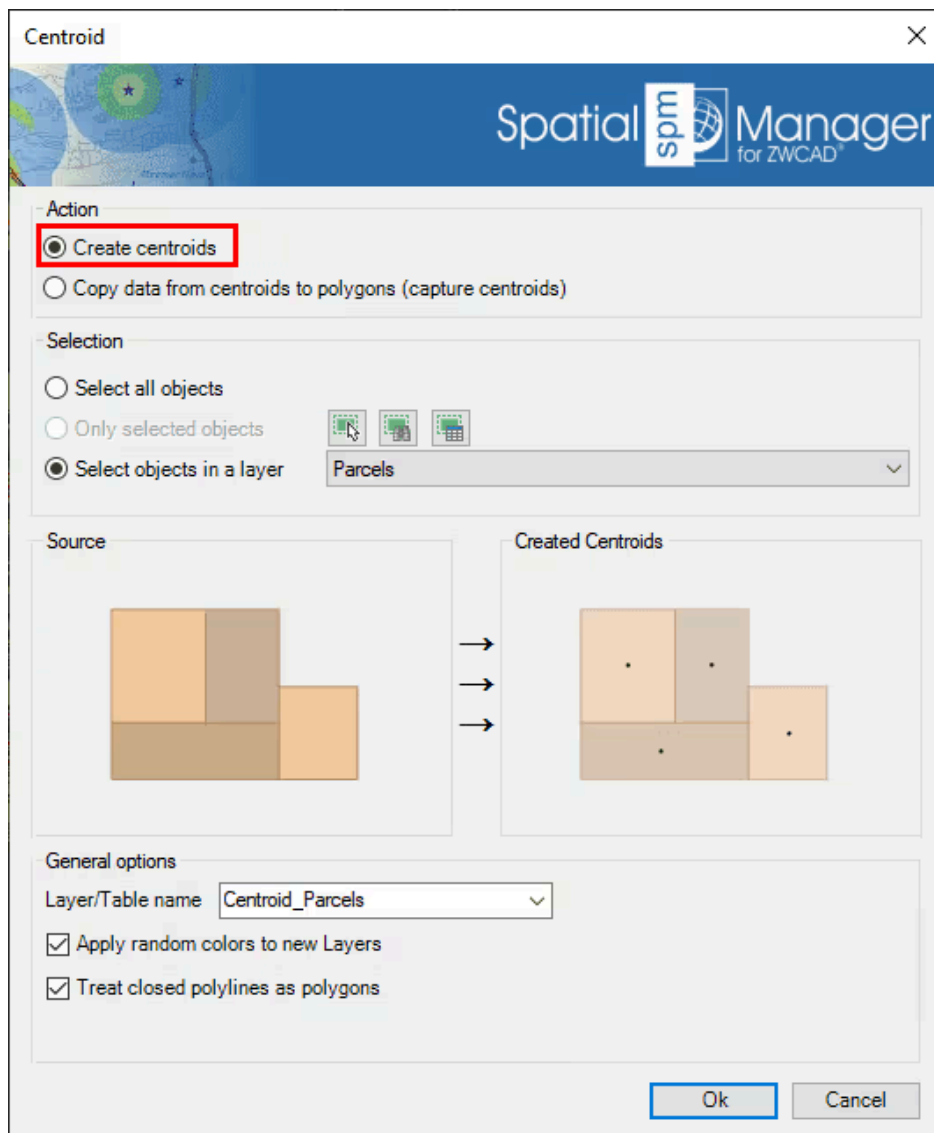 Centroid
Spatial spm Manager
for ZWCAD®
Action
Create centroids
Copy data from centroids to polygons (capture centroids)
Selection
Select all objects
Only selected objects
Select objects in a layer
Parcels
Source
Created Centroids
General options
Layer/Table name
Centroid_Parcels
Apply random colors to new Layers
Treat closed polylines as polygons
Ok
Cancel